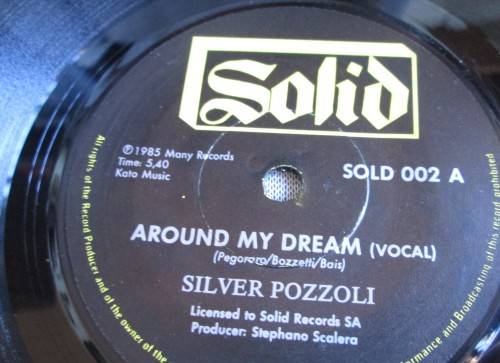 Solid
℗1985 Many Records
Time: 5,40
Kato Music
SOLD 002 A
AROUND MY DREAM (VOCAL)
(Pegoraro/Bozzetti/Bais)
SILVER POZZOLI
Licensed to Solid Records SA
Producer: Stephano Scalera
All rights of the Record Producer and of the owner of the
formance and Broadcasting of this record prohibited